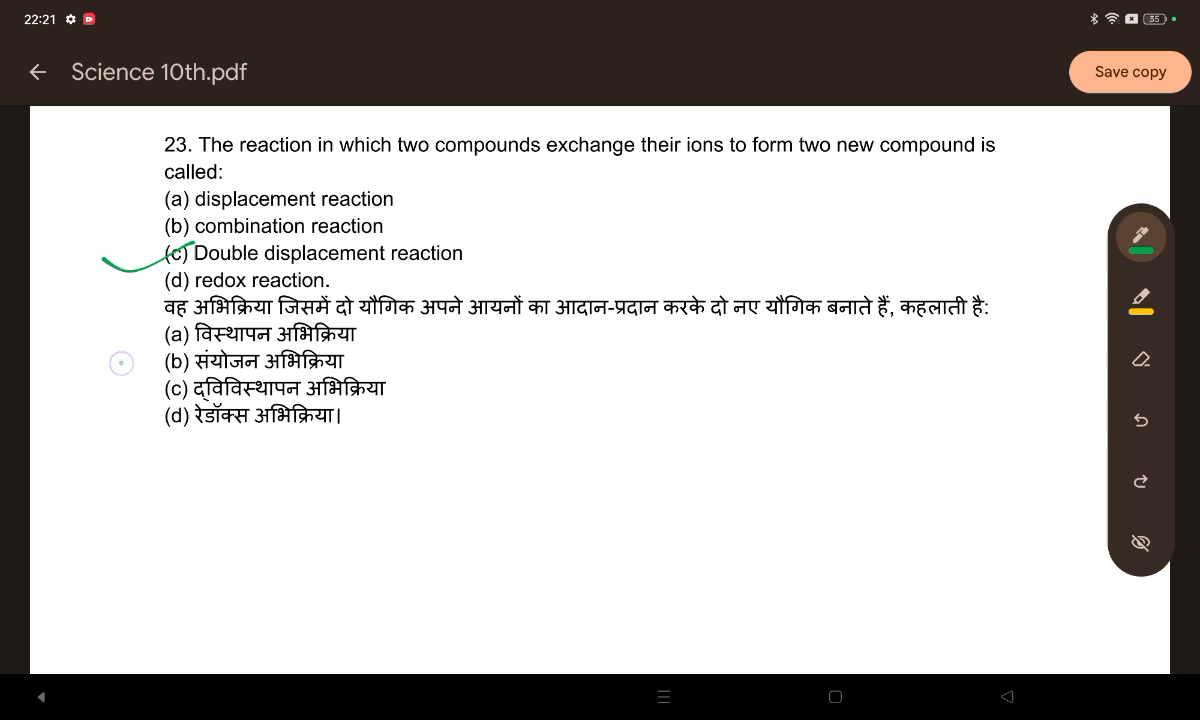 22:21
35
Science 10th.pdf
Save copy
23. The reaction in which two compounds exchange their ions to form two new compound is
called:
(a) displacement reaction
(b) combination reaction
(c) Double displacement reaction
(d) redox reaction.
वह अभिक्रिया जिसमें दो यौगिक अपने आयनों का आदान-प्रदान करके दो नए यौगिक बनाते हैं, कहलाती है:
(a) विस्थापन अभिक्रिया
(b) संयोजन अभिक्रिया
(c) द्विविस्थापन अभिक्रिया
(d) रेडॉक्स अभिक्रिया।